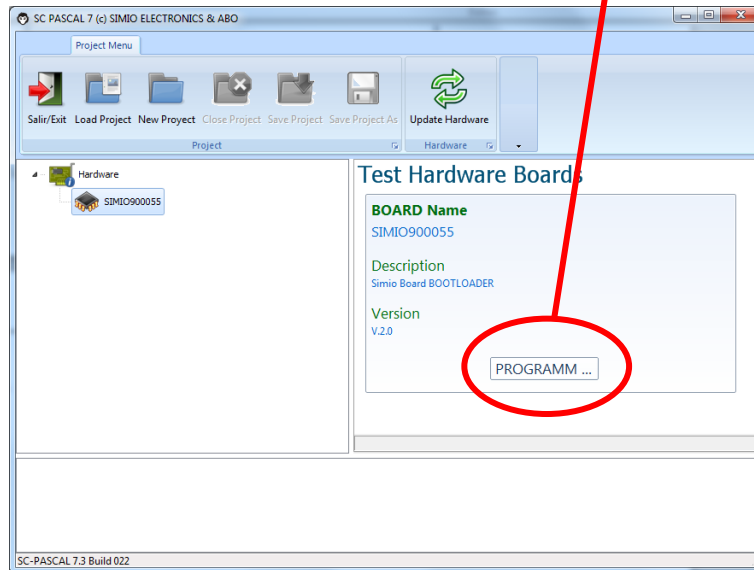 SC PASCAL 7 (c) SIMIO ELECTRONICS & ABO
Project Menu
Salir/Exit Load Project New Proyect Close Project Save Project Save Project As Update Hardware
Project Hardware
Hardware
SIMIO900055
Test Hardware Boards
BOARD Name
SIMIO900055
Description
Simio Board BOOTLOADER
Version
V.2.0
PROGRAMM ...
SC-PASCAL 7.3 Build 022